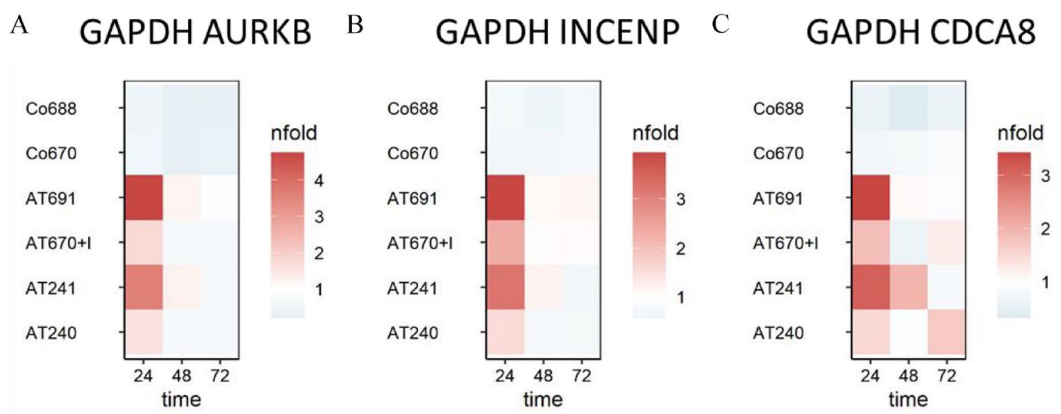 A GAPDH AURKB
Co688
Co670
AT691
AT670+I
AT241
AT240
24 48 72
time
nfold
4
3
2
1
B GAPDH INCENP
Co688
Co670
AT691
AT670+I
AT241
AT240
24 48 72
time
nfold
3
2
1
C GAPDH CDCA8
Co688
Co670
AT691
AT670+I
AT241
AT240
24 48 72
time
nfold
3
2
1